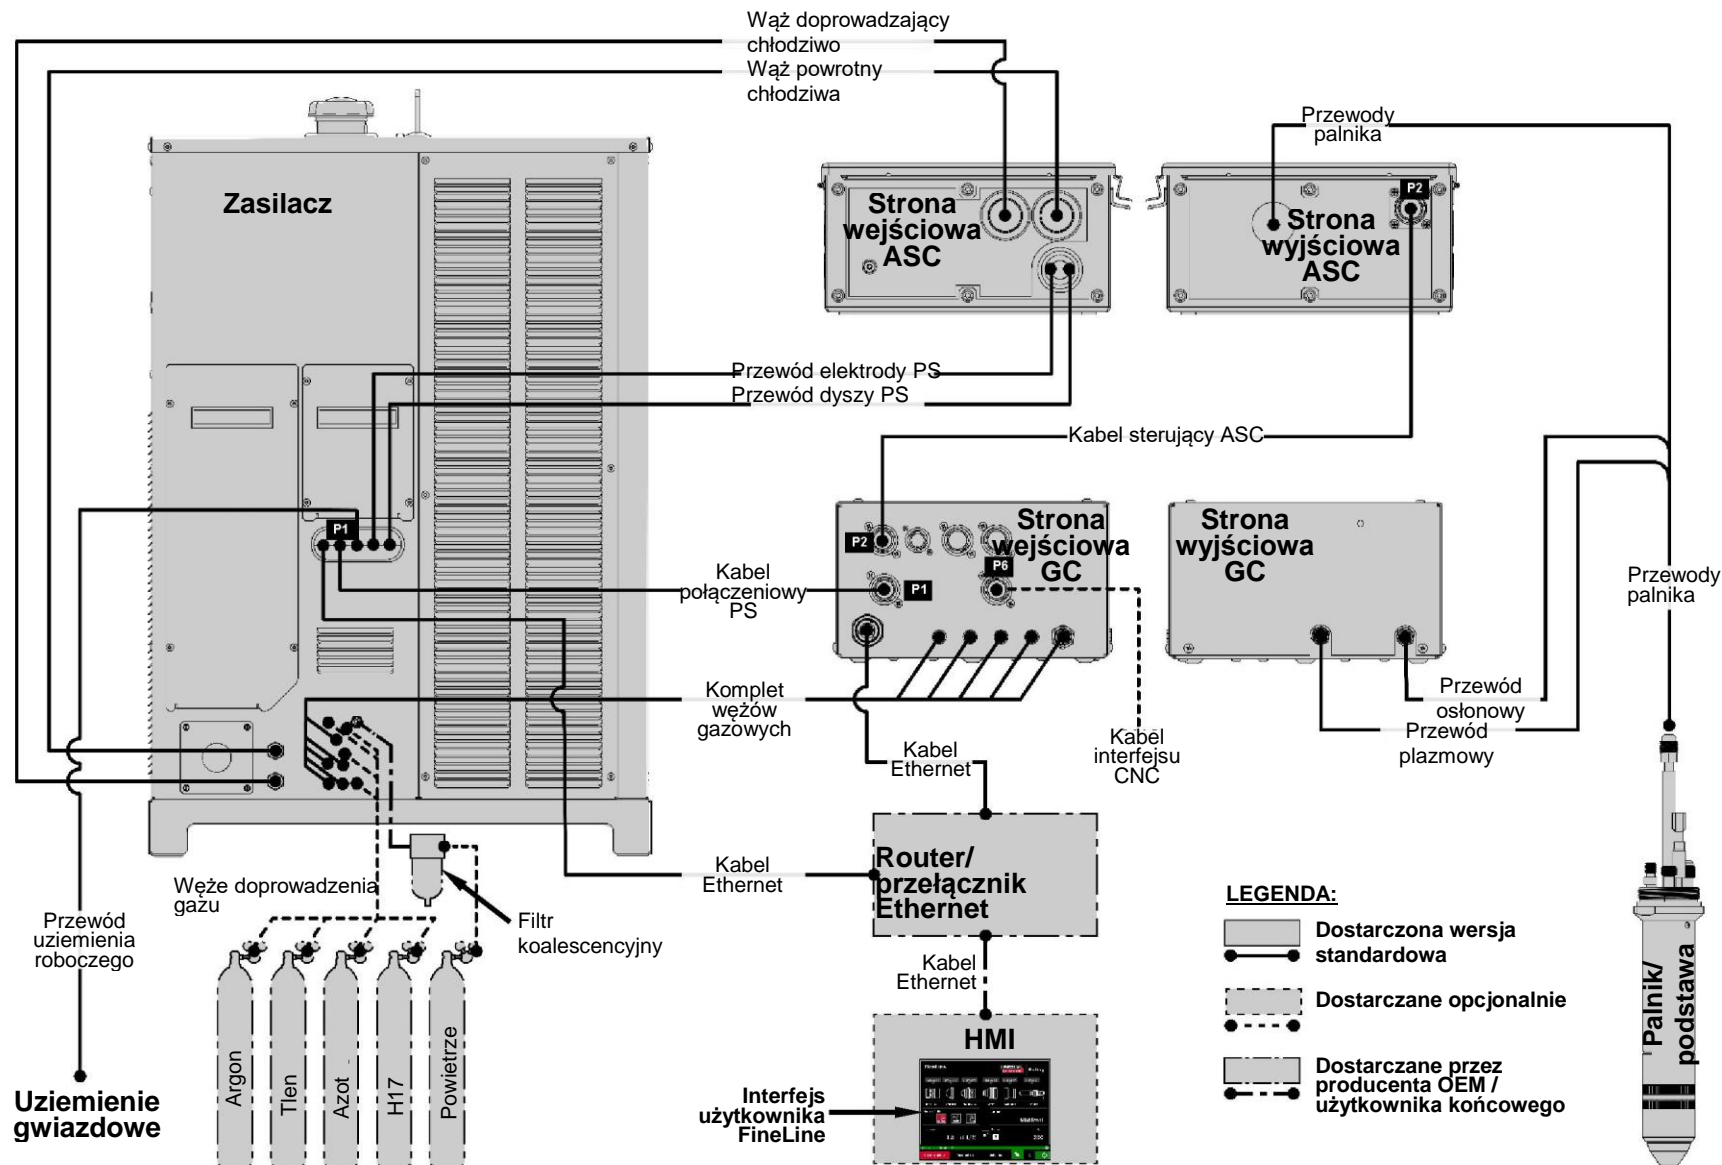 Wąż doprowadzający
chłodziwo
Wąż powrotny
chłodziwa
Przewody
palnika
Zasilacz
Strona
wejściowa
ASC
P2
Strona
wyjściowa
ASC
Przewód elektrody PS
Przewód dyszy PS
Kabel sterujący ASC
P1
P2
Strona
wejściowa
GC
P6
P1
Strona
wyjściowa
GC
Kabel
połączeniowy
PS
Przewody
palnika
Komplet
wężów
gazowych
Przewód
osłonowy
Przewód
plazmowy
Kabel
Ethernet
Kabel
interfejsu
CNC
Kabel
Ethernet
Router/
przełącznik
Ethernet
Węże doprowadzenia
gazu
Filtr
koalescencyjny
Przewód
uziemienia
roboczego
Kabel
Ethernet
LEGENDA:
Dostarczona wersja
standardowa
Dostarczane opcjonalnie
Dostarczane przez
producenta OEM /
użytkownika końcowego
Palnik/
podstawa
HMI
Interfejs
użytkownika
FineLine
Argon
Tlen
Azot
H17
Powietrze
Uziemienie
gwiazdowe